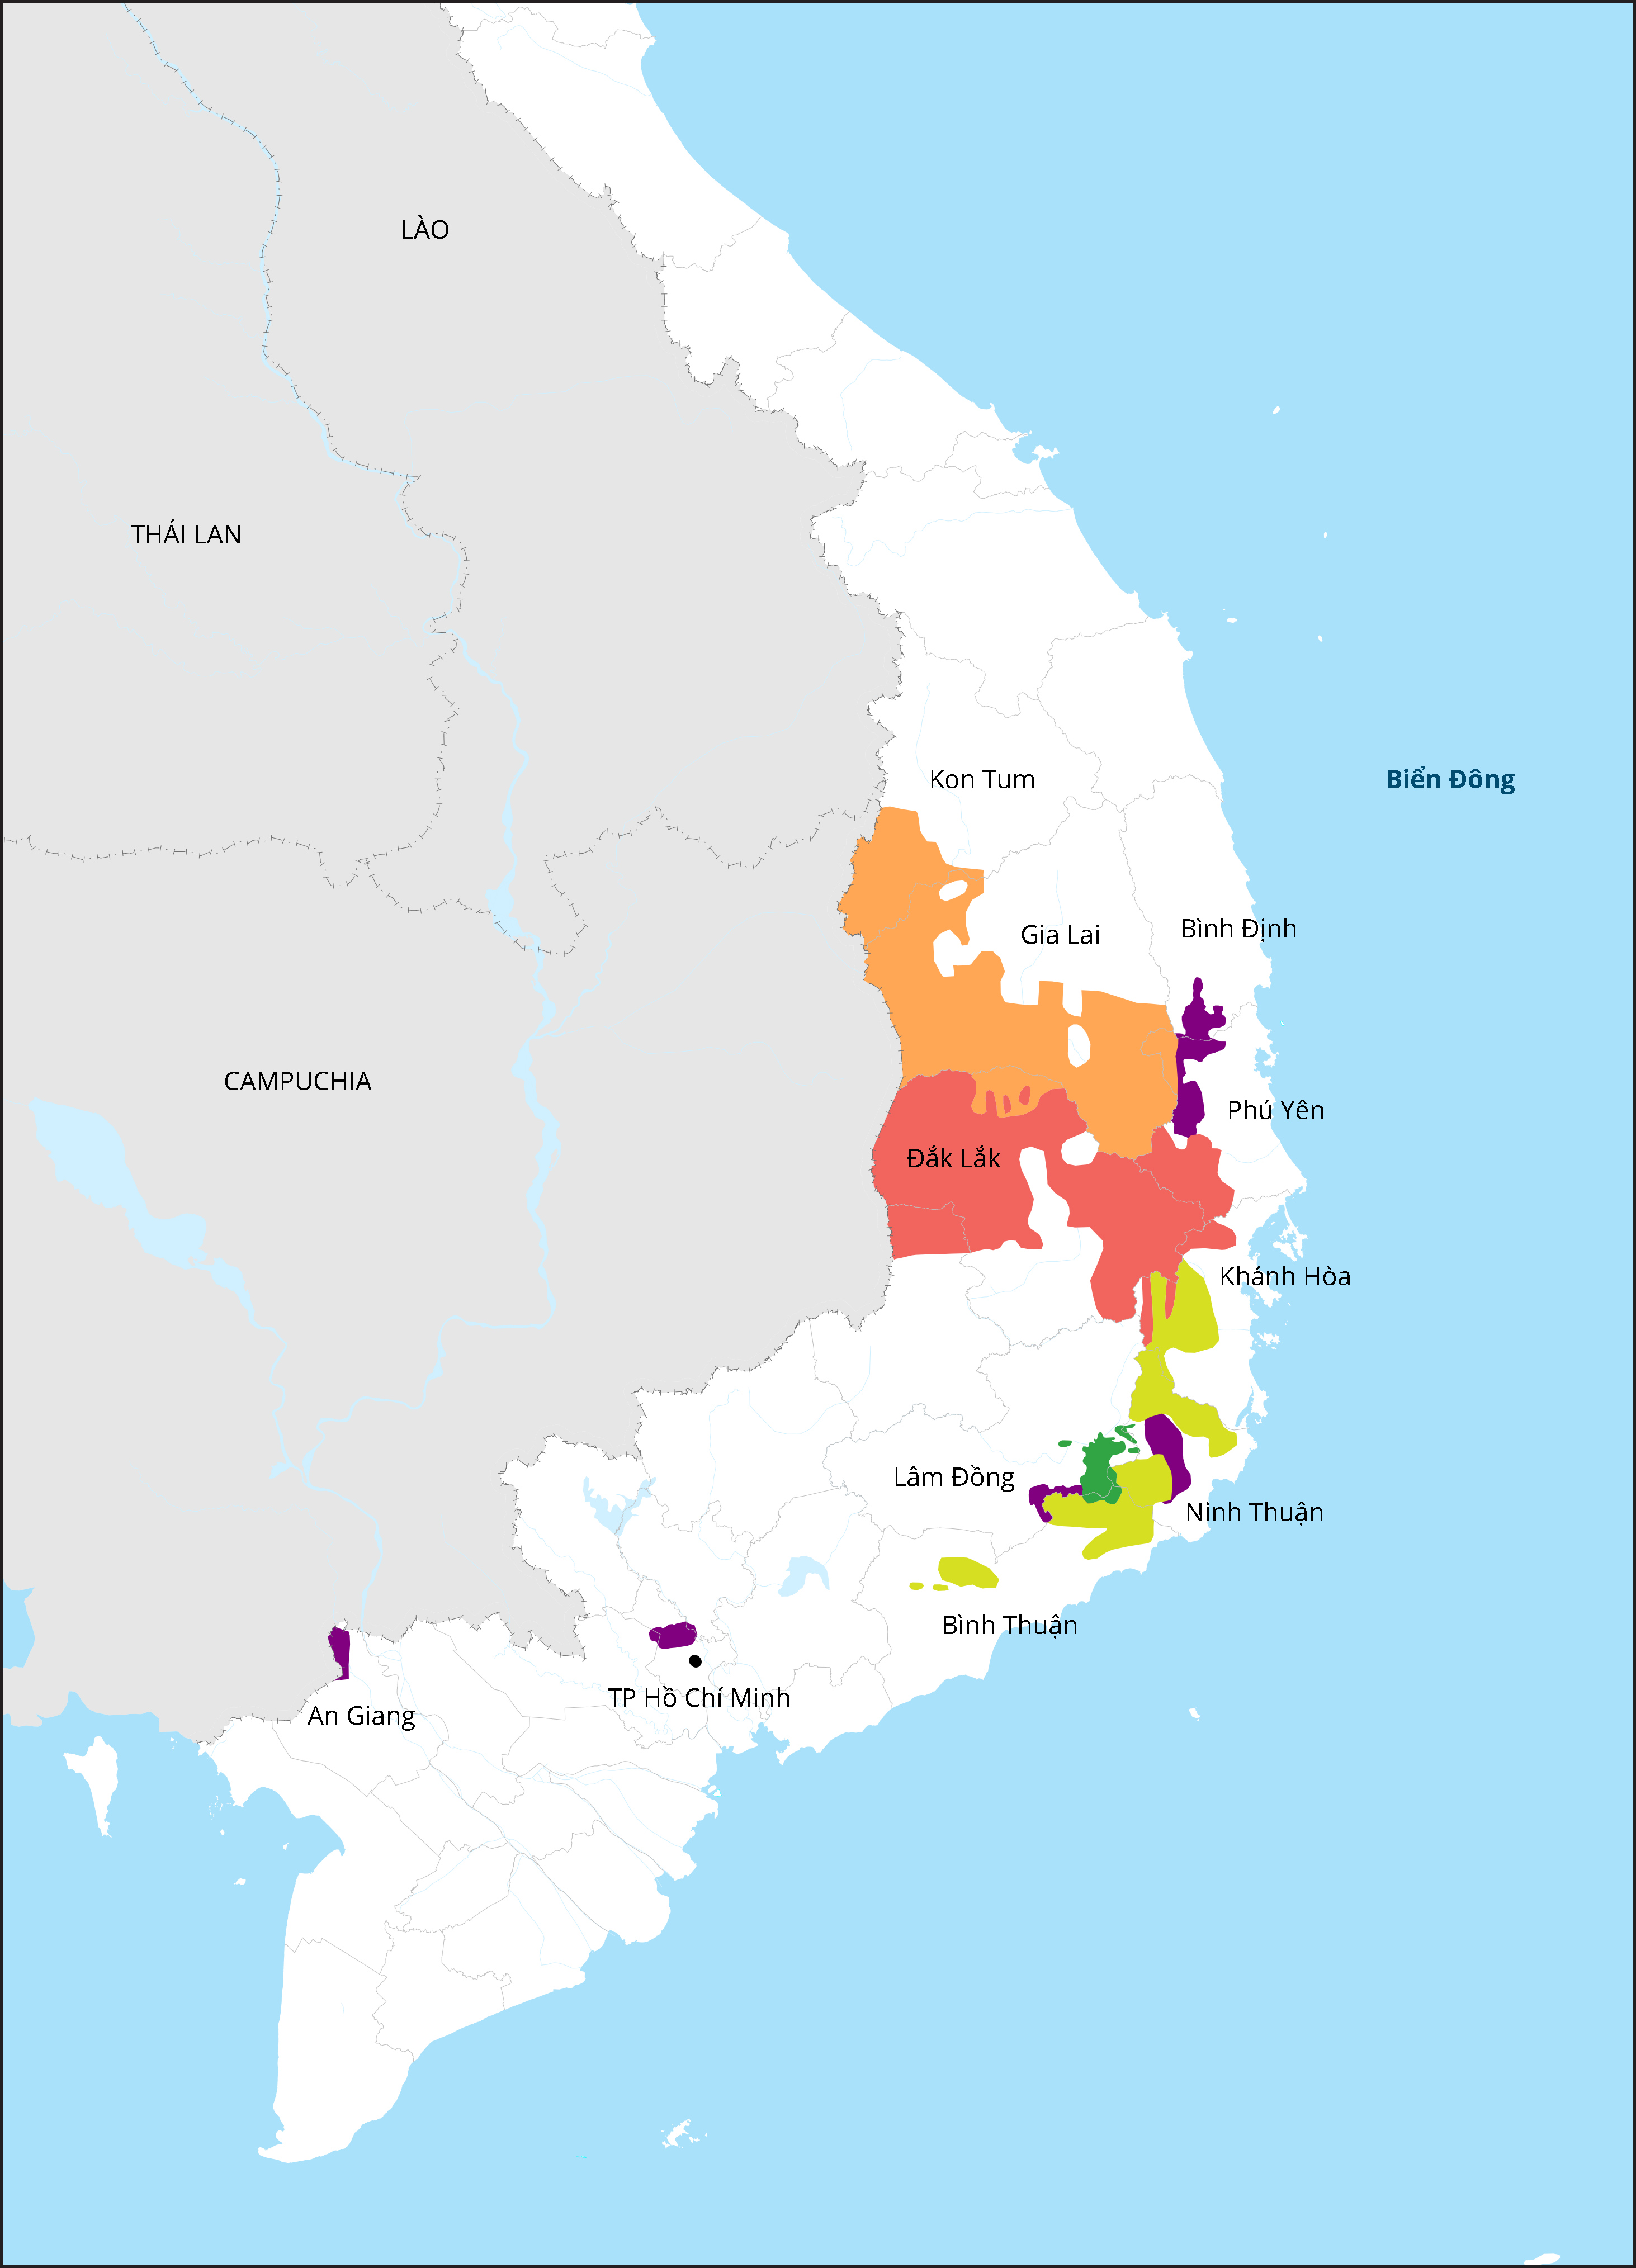 LÀO
THÁI LAN
Kon Tum
Biển Đông
Gia Lai
Bình Định
CAMPUCHIA
Phú Yên
Đắk Lắk
Khánh Hòa
Lâm Đồng
Ninh Thuận
Bình Thuận
TP Hồ Chí Minh
An Giang